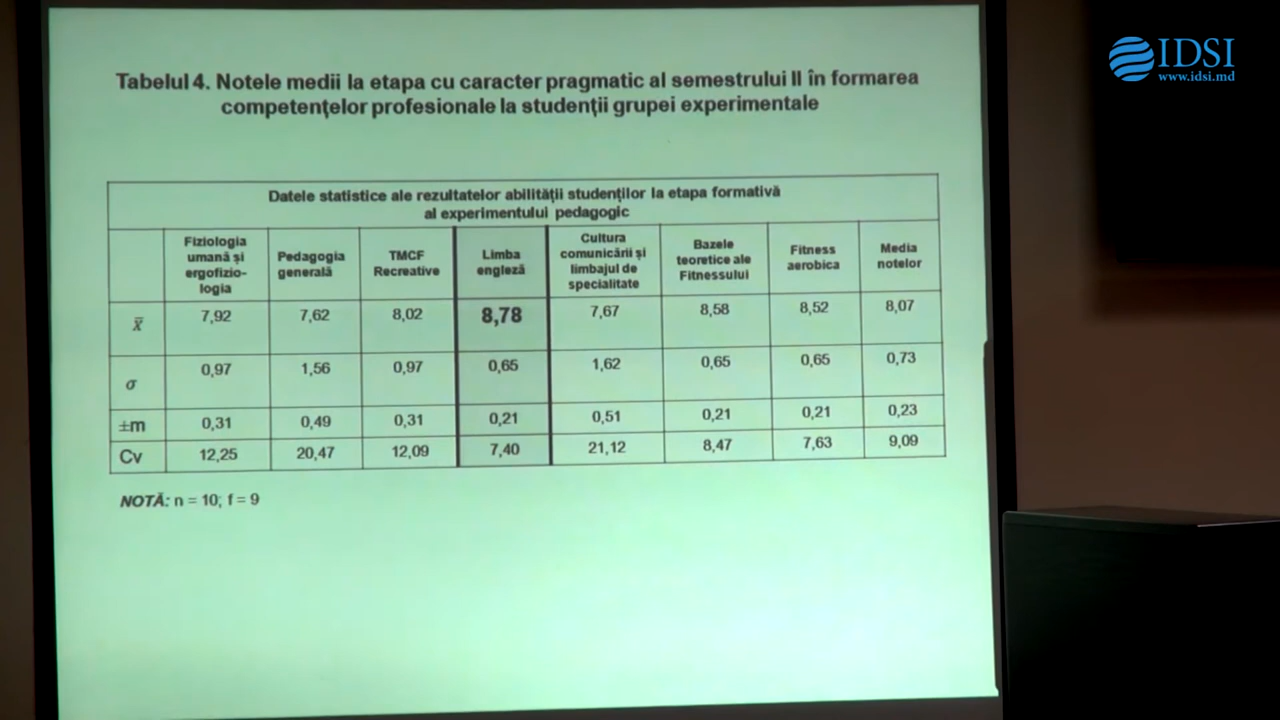 IDSI
www.idsi.md
Tabelul 4. Notele medii la etapa cu caracter pragmatic al semestrului II în formarea
competențelor profesionale la studenții grupei experimentale
Datele statistice ale rezultatelor abilității studenților la etapa formativă
al experimentului pedagogic
Fiziologia
umană și
ergofizio-
logia
Pedagogia
generală
TMCF
Recreative
Limba
engleză
Cultura
comunicării și
limbajul de
specialitate
Bazele
teoretice ale
Fitnessului
Fitness
aerobica
Media
notelor
x̅ 7,92 7,62 8,02 8,78 7,67 8,58 8,52 8,07
σ 0,97 1,56 0,97 0,65 1,62 0,65 0,65 0,73
±m 0,31 0,49 0,31 0,21 0,51 0,21 0,21 0,23
Cv 12,25 20,47 12,09 7,40 21,12 8,47 7,63 9,09
NOTĂ: n = 10; f = 9